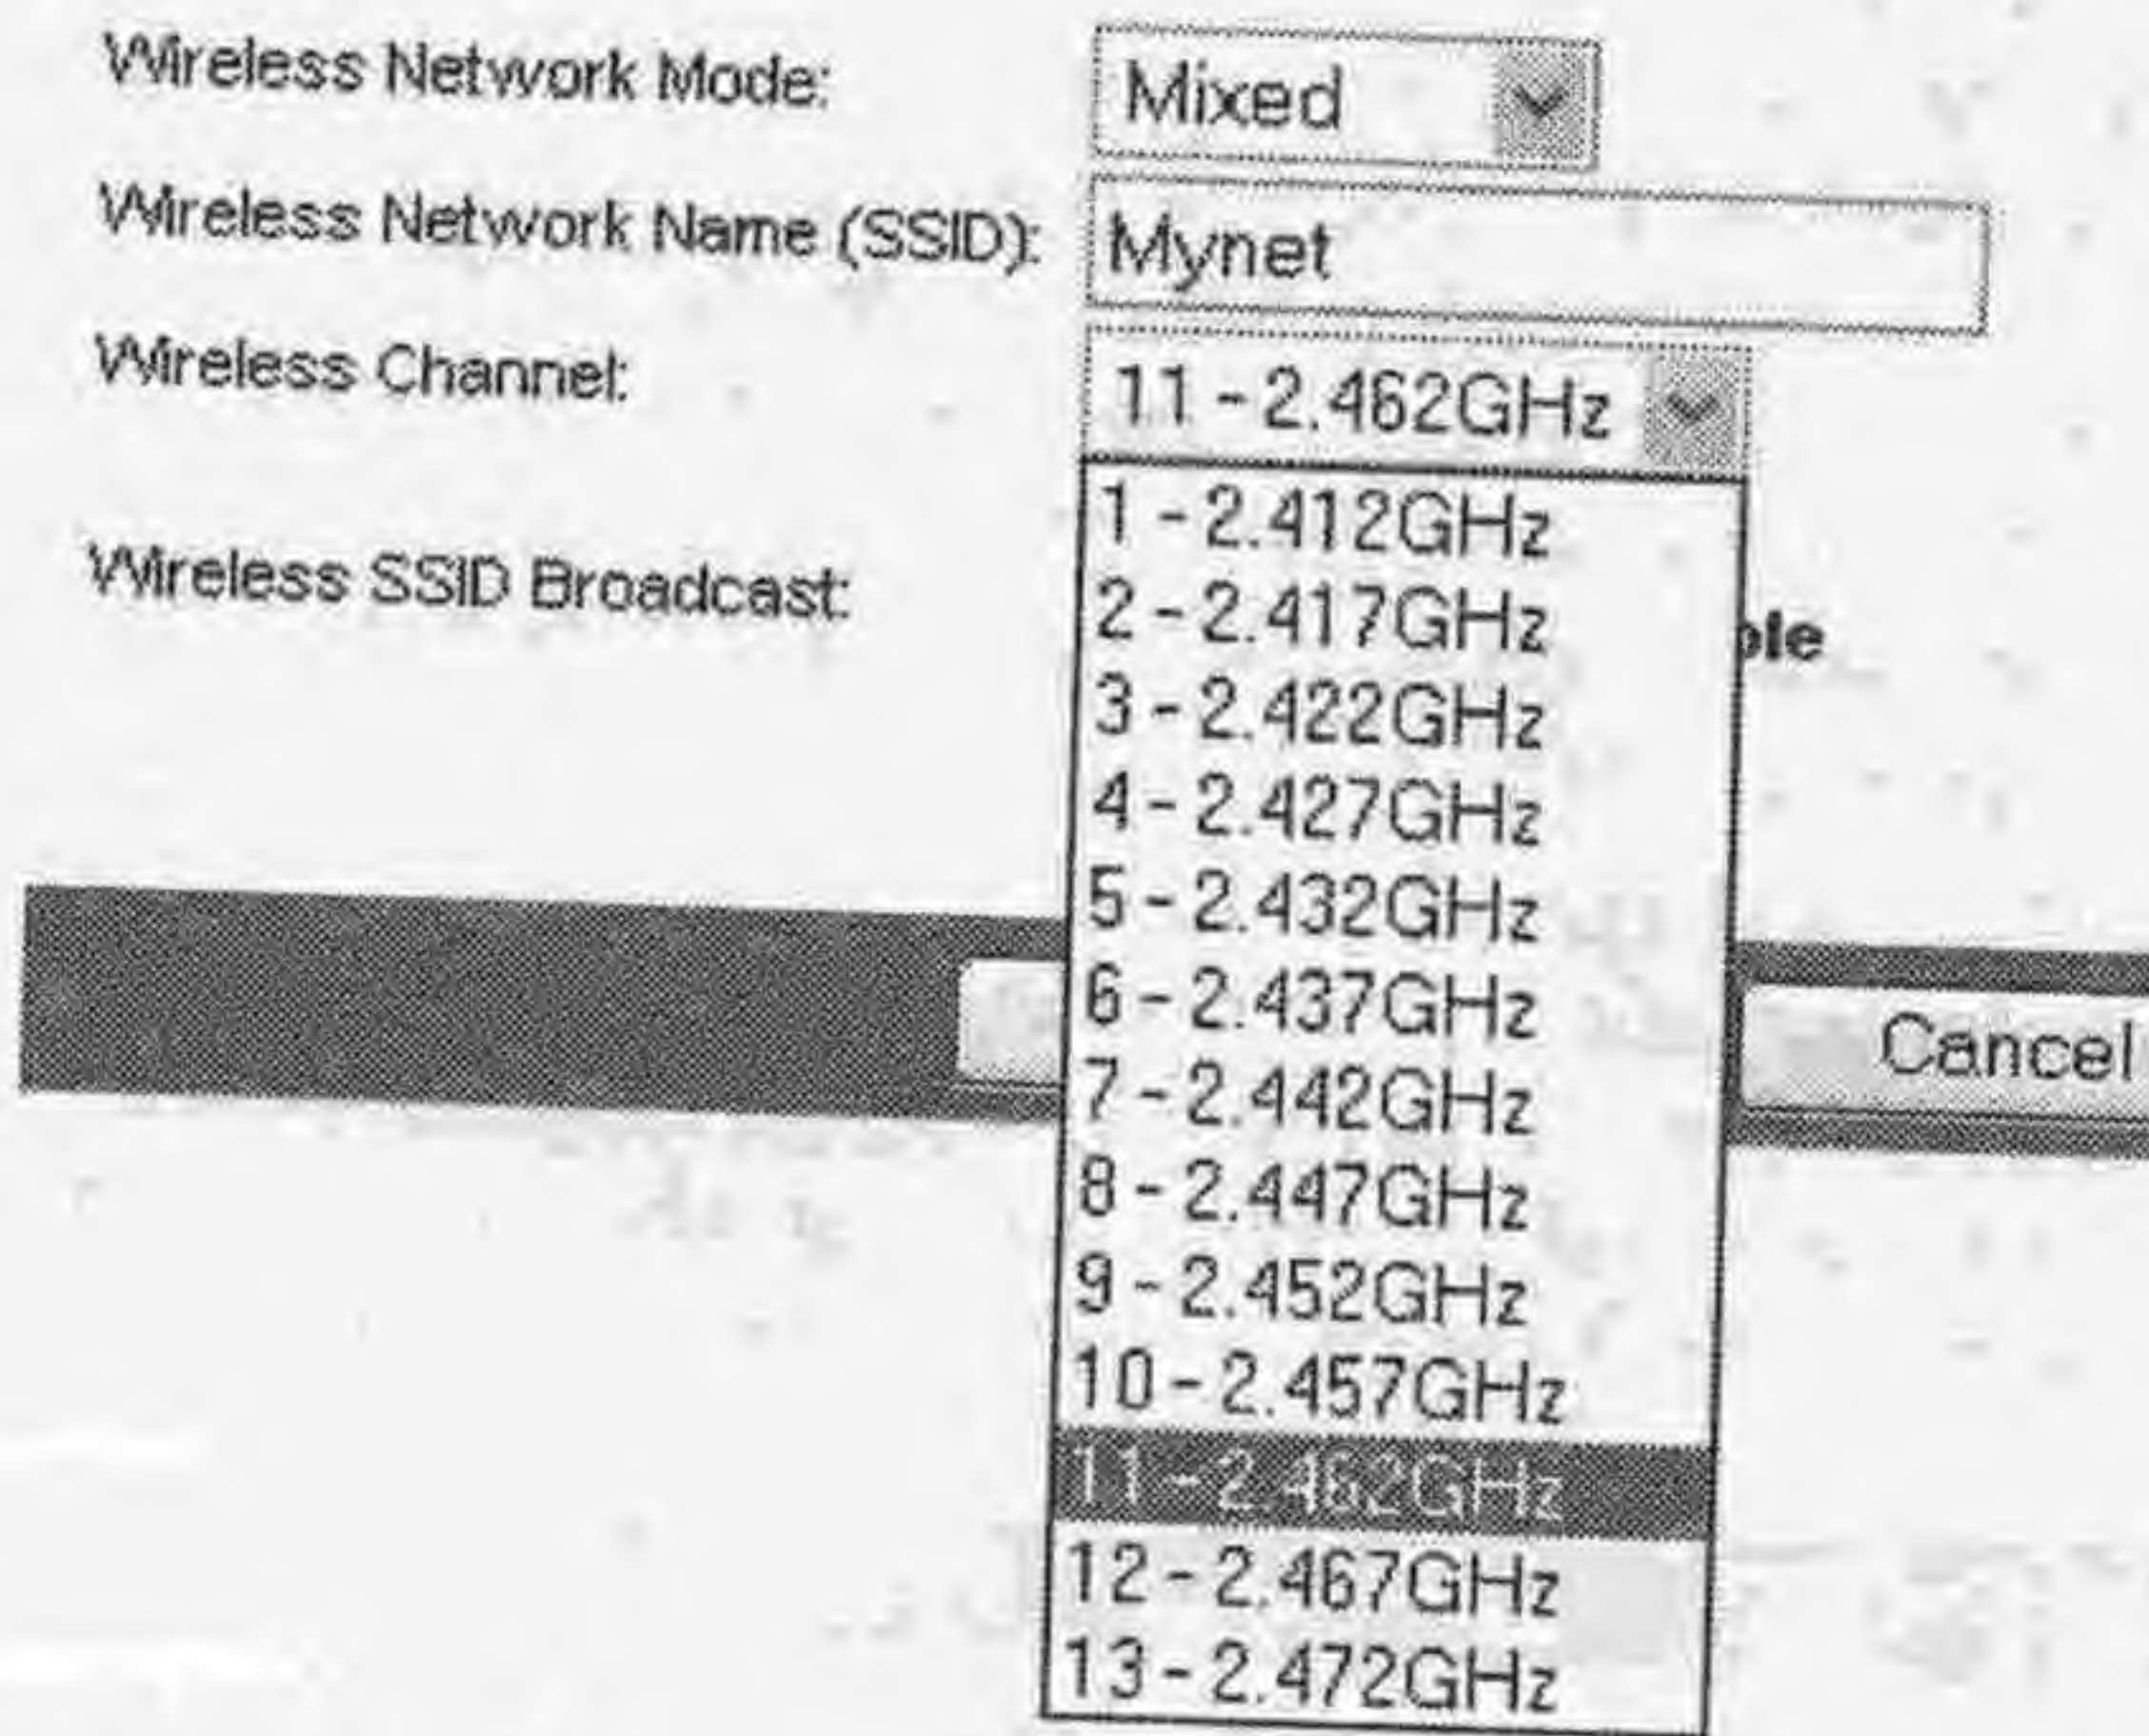 Wireless Network Mode: Mixed
Wireless Network Name (SSID): Mynet
Wireless Channel: 11 - 2.462GHz
1 - 2.412GHz
2 - 2.417GHz
Wireless SSID Broadcast:
3 - 2.422GHz
4 - 2.427GHz
5 - 2.432GHz
6 - 2.437GHz
Cancel
7 - 2.442GHz
8 - 2.447GHz
9 - 2.452GHz
10 - 2.457GHz
11 - 2.462GHz
12 - 2.467GHz
13 - 2.472GHz